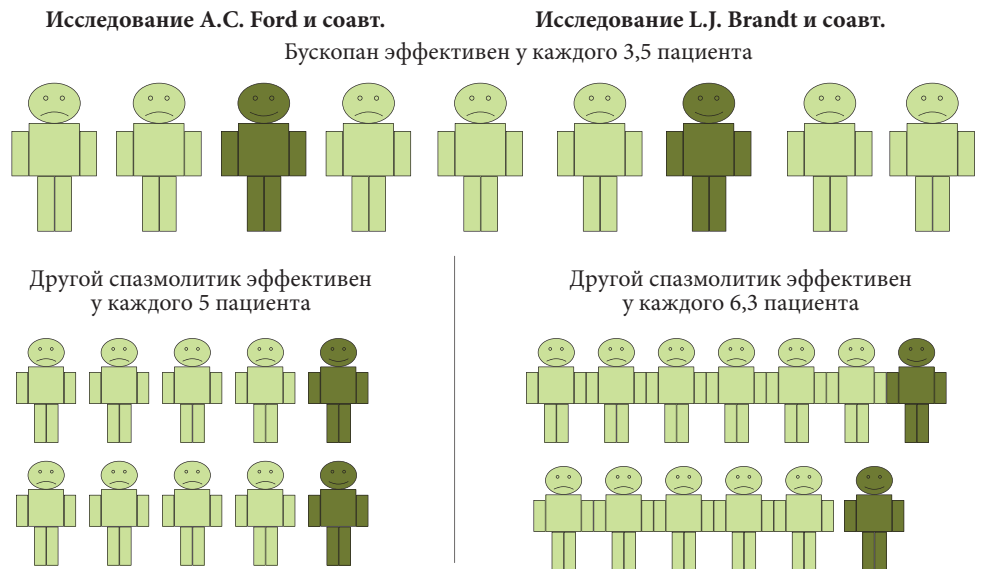 Исследование A.C. Ford и соавт.
Исследование L.J. Brandt и соавт.
Бускопан эффективен у каждого 3,5 пациента
Другой спазмолитик эффективен
у каждого 5 пациента
Другой спазмолитик эффективен
у каждого 6,3 пациента